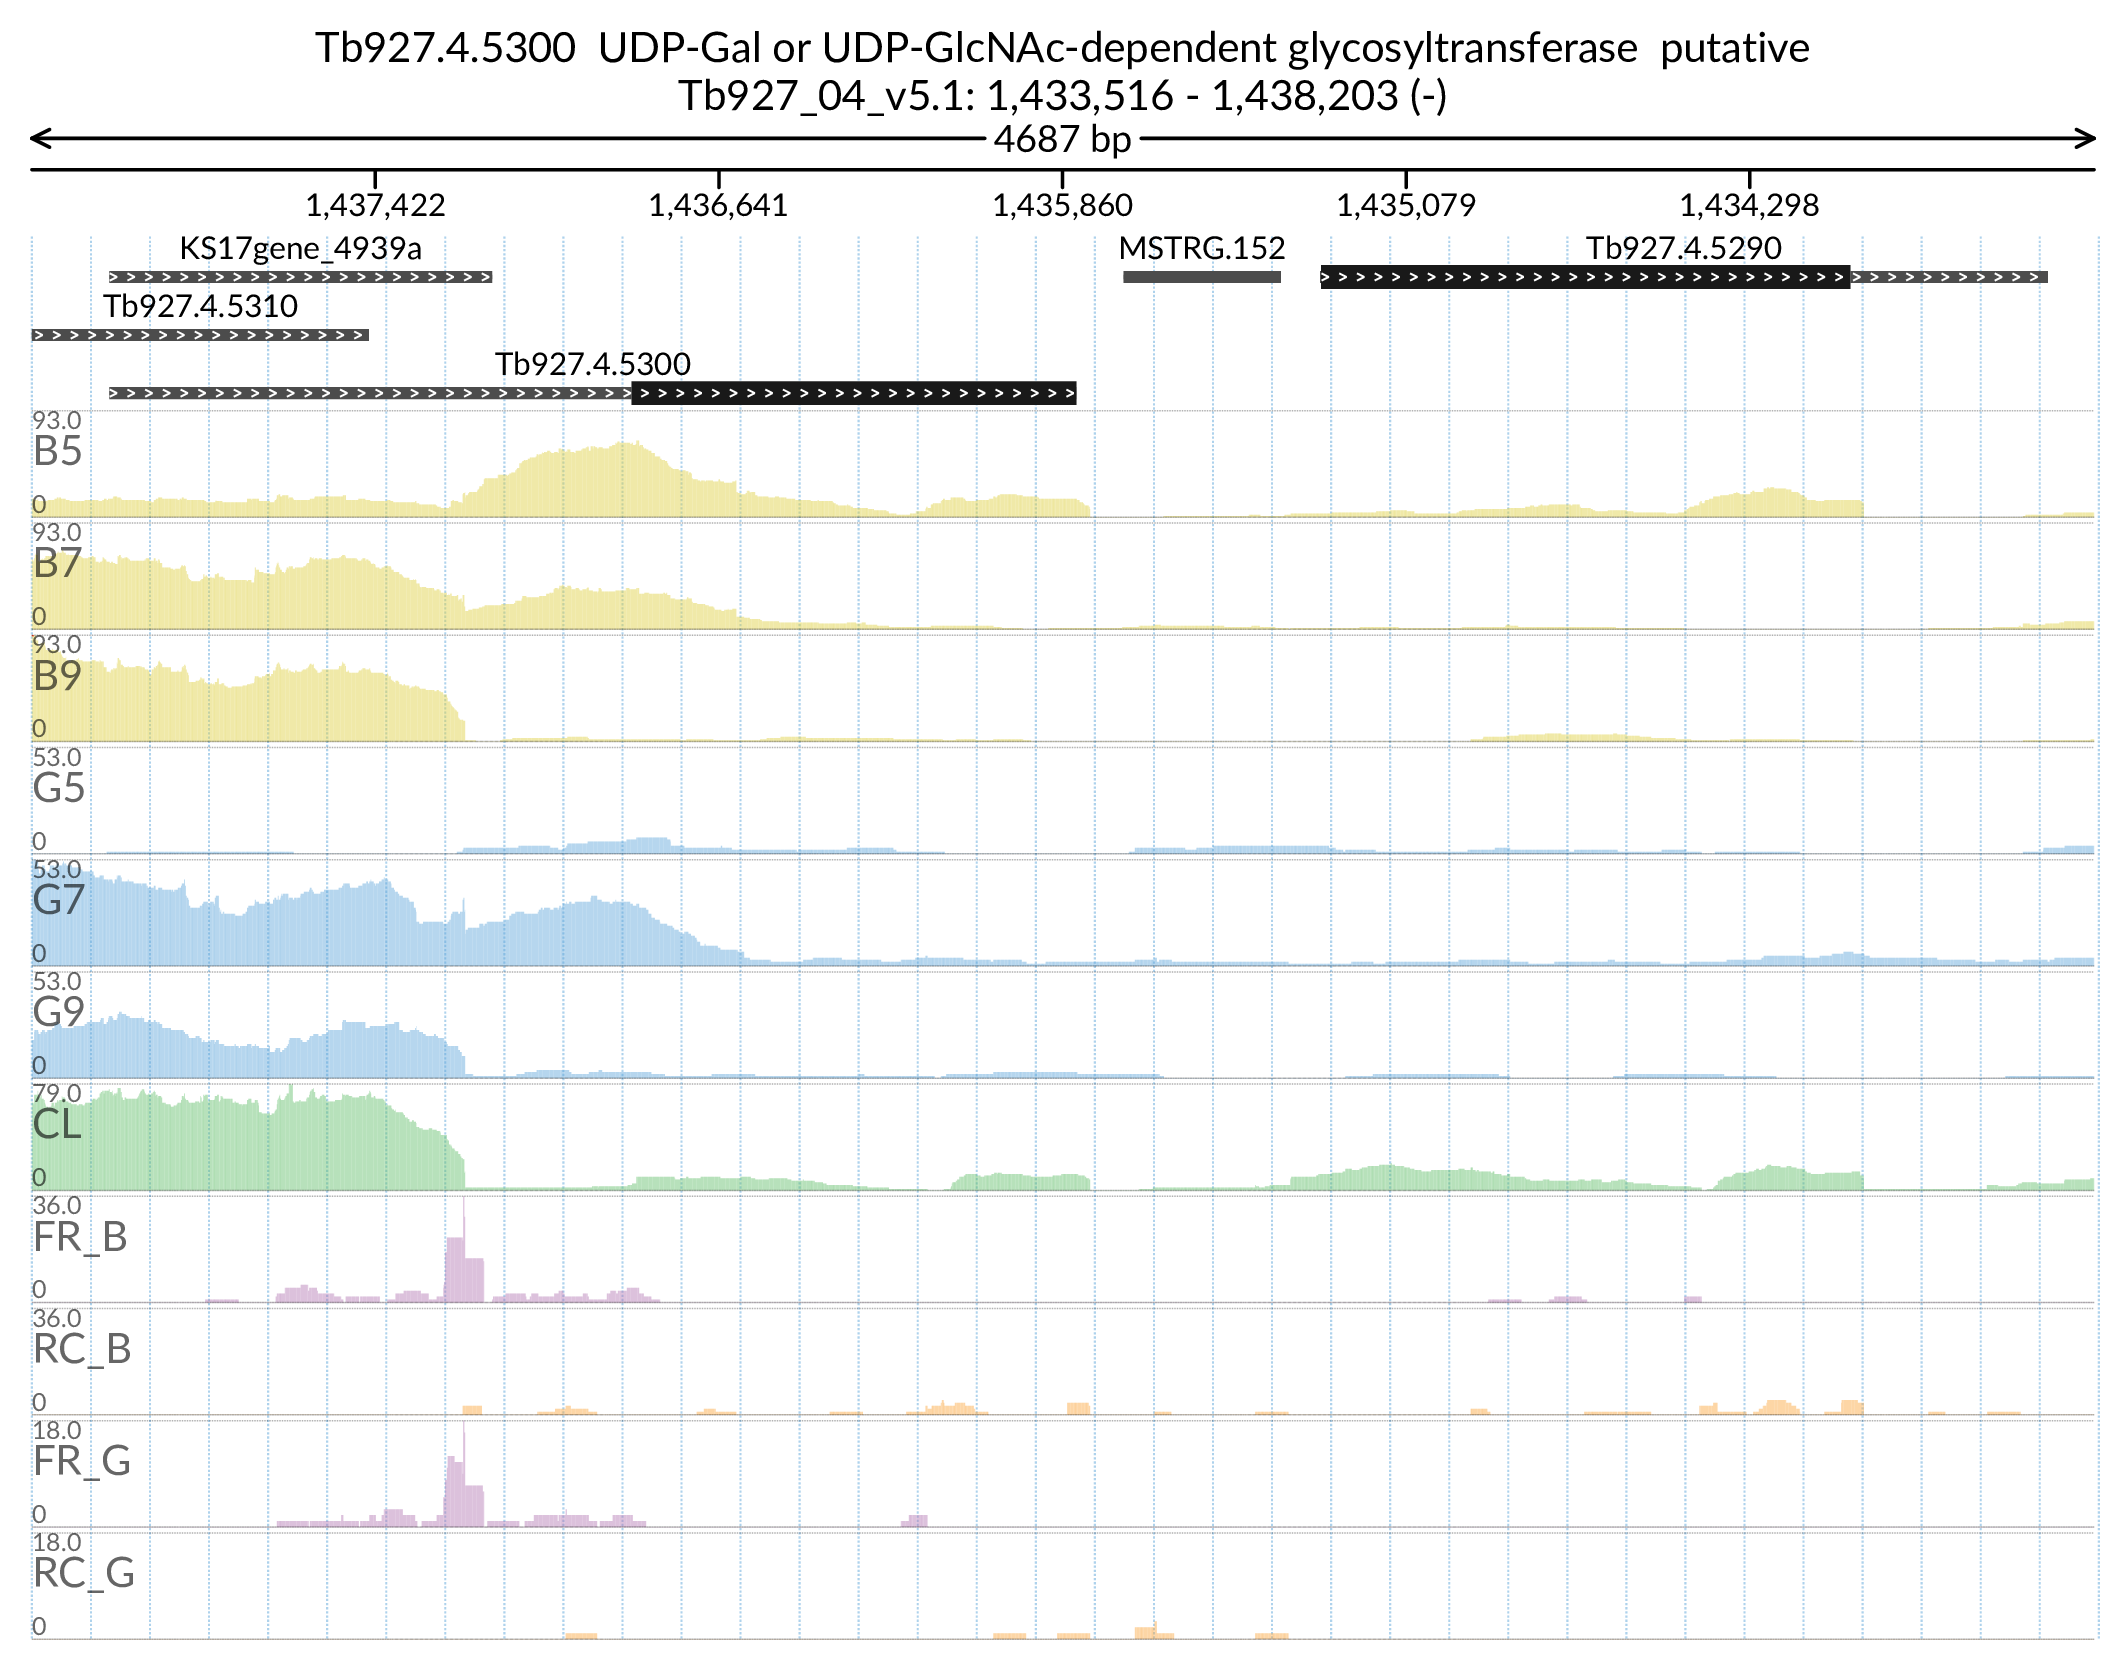 Tb927.4.5300  UDP-Gal or UDP-GlcNAc-dependent glycosyltransferase  putative
Tb927_04_v5.1: 1,433,516 - 1,438,203 (-)
4687 bp
1,437,422 1,436,641 1,435,860 1,435,079 1,434,298
KS17gene_4939a MSTRG.152 Tb927.4.5290
Tb927.4.5310
Tb927.4.5300
93.0
B5
0
93.0
B7
0
93.0
B9
0
53.0
G5
0
53.0
G7
0
53.0
G9
0
79.0
CL
0
36.0
FR_B
0
36.0
RC_B
0
18.0
FR_G
0
18.0
RC_G
0